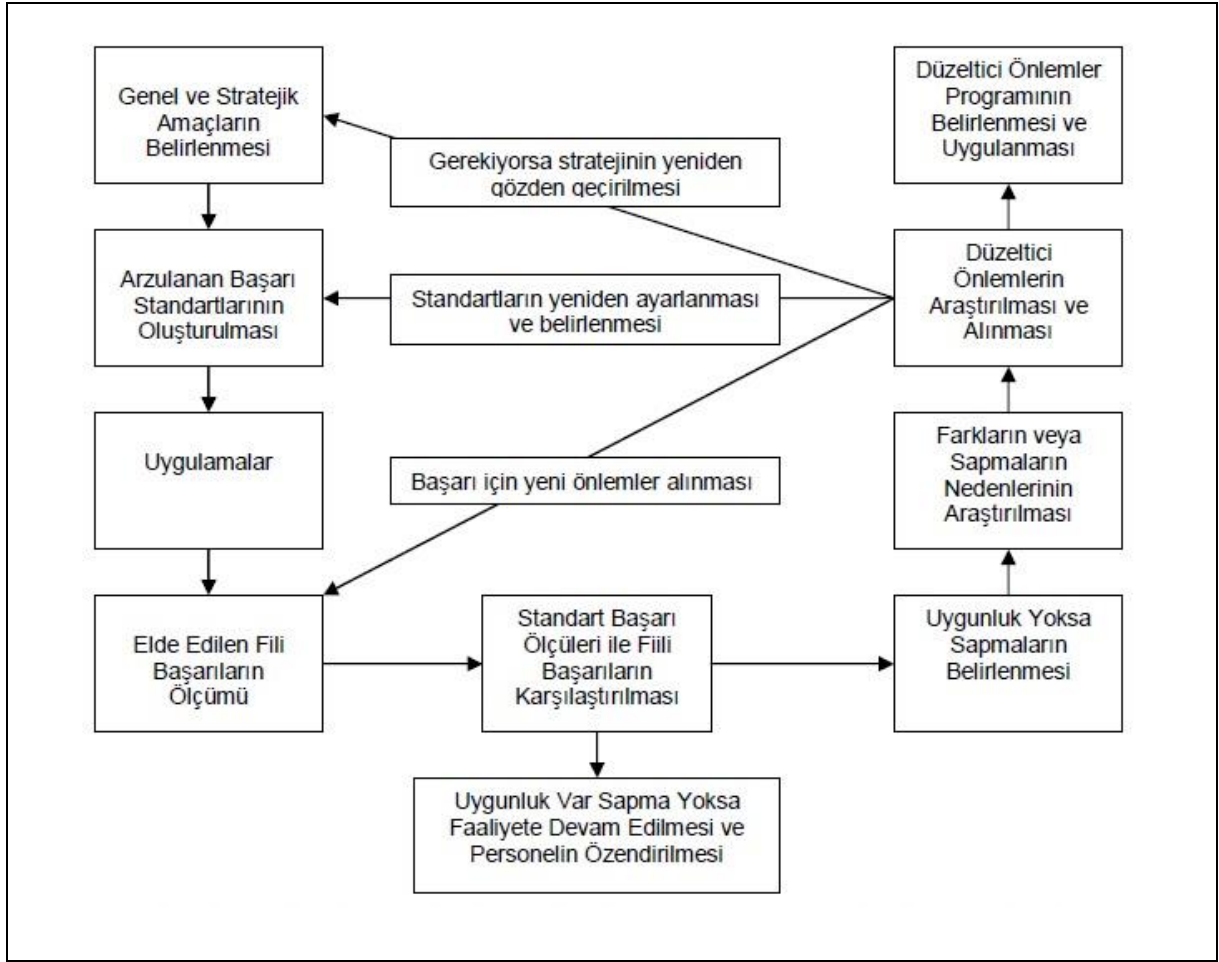 Genel ve Stratejik
Amaçların
Belirlenmesi
Düzeltici Önlemler
Programının
Belirlenmesi ve
Uygulanması
Gerekiyorsa stratejinin yeniden
gözden geçirilmesi
Arzulanan Başarı
Standartlarının
Oluşturulması
Standartların yeniden ayarlanması
ve belirlenmesi
Düzeltici
Önlemlerin
Araştırılması ve
Alınması
Uygulamalar
Başarı için yeni önlemler alınması
Farkların veya
Sapmaların
Nedenlerinin
Araştırılması
Elde Edilen Fili
Başarıların
Ölçümü
Standart Başarı
Ölçüleri ile Fiili
Başarıların
Karşılaştırılması
Uygunluk Yoksa
Sapmaların
Belirlenmesi
Uygunluk Var Sapma Yoksa
Faaliyete Devam Edilmesi ve
Personelin Özendirilmesi